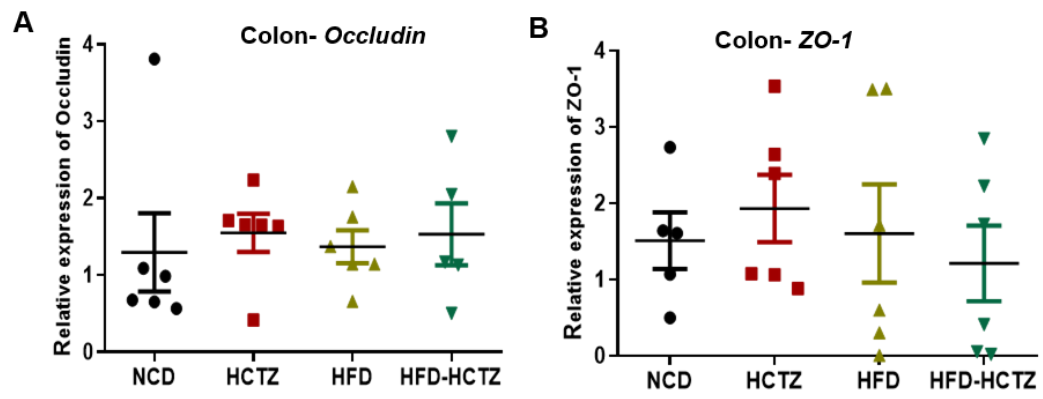 A
Colon- Occludin
Relative expression of Occludin
4
3
2
1
0
NCD HCTZ HFD HFD-HCTZ
B
Colon- ZO-1
Relative expression of ZO-1
4
3
2
1
0
NCD HCTZ HFD HFD-HCTZ